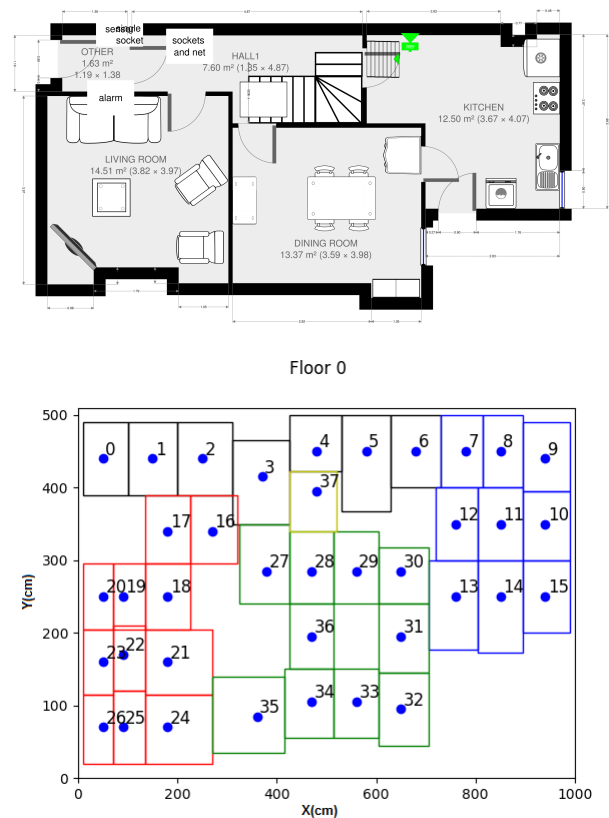 socket
sockets
and net
OTHER
1.63 m²
1.19 × 1.38
HALL1
7.60 m² (1.85 × 4.87)
alarm
KITCHEN
12.50 m² (3.67 × 4.07)
LIVING ROOM
14.51 m² (3.82 × 3.97)
DINING ROOM
13.37 m² (3.59 × 3.98)
Floor 0
500
400
300
200
100
0
Y(cm)
0 1 2 3 4 5 6 7 8 9
37
17 16 12 11 10
27 28 29 30
20 19 18 13 14 15
36 31
23 22 21
26 25 24 35 34 33 32
0 200 400 600 800 1000
X(cm)